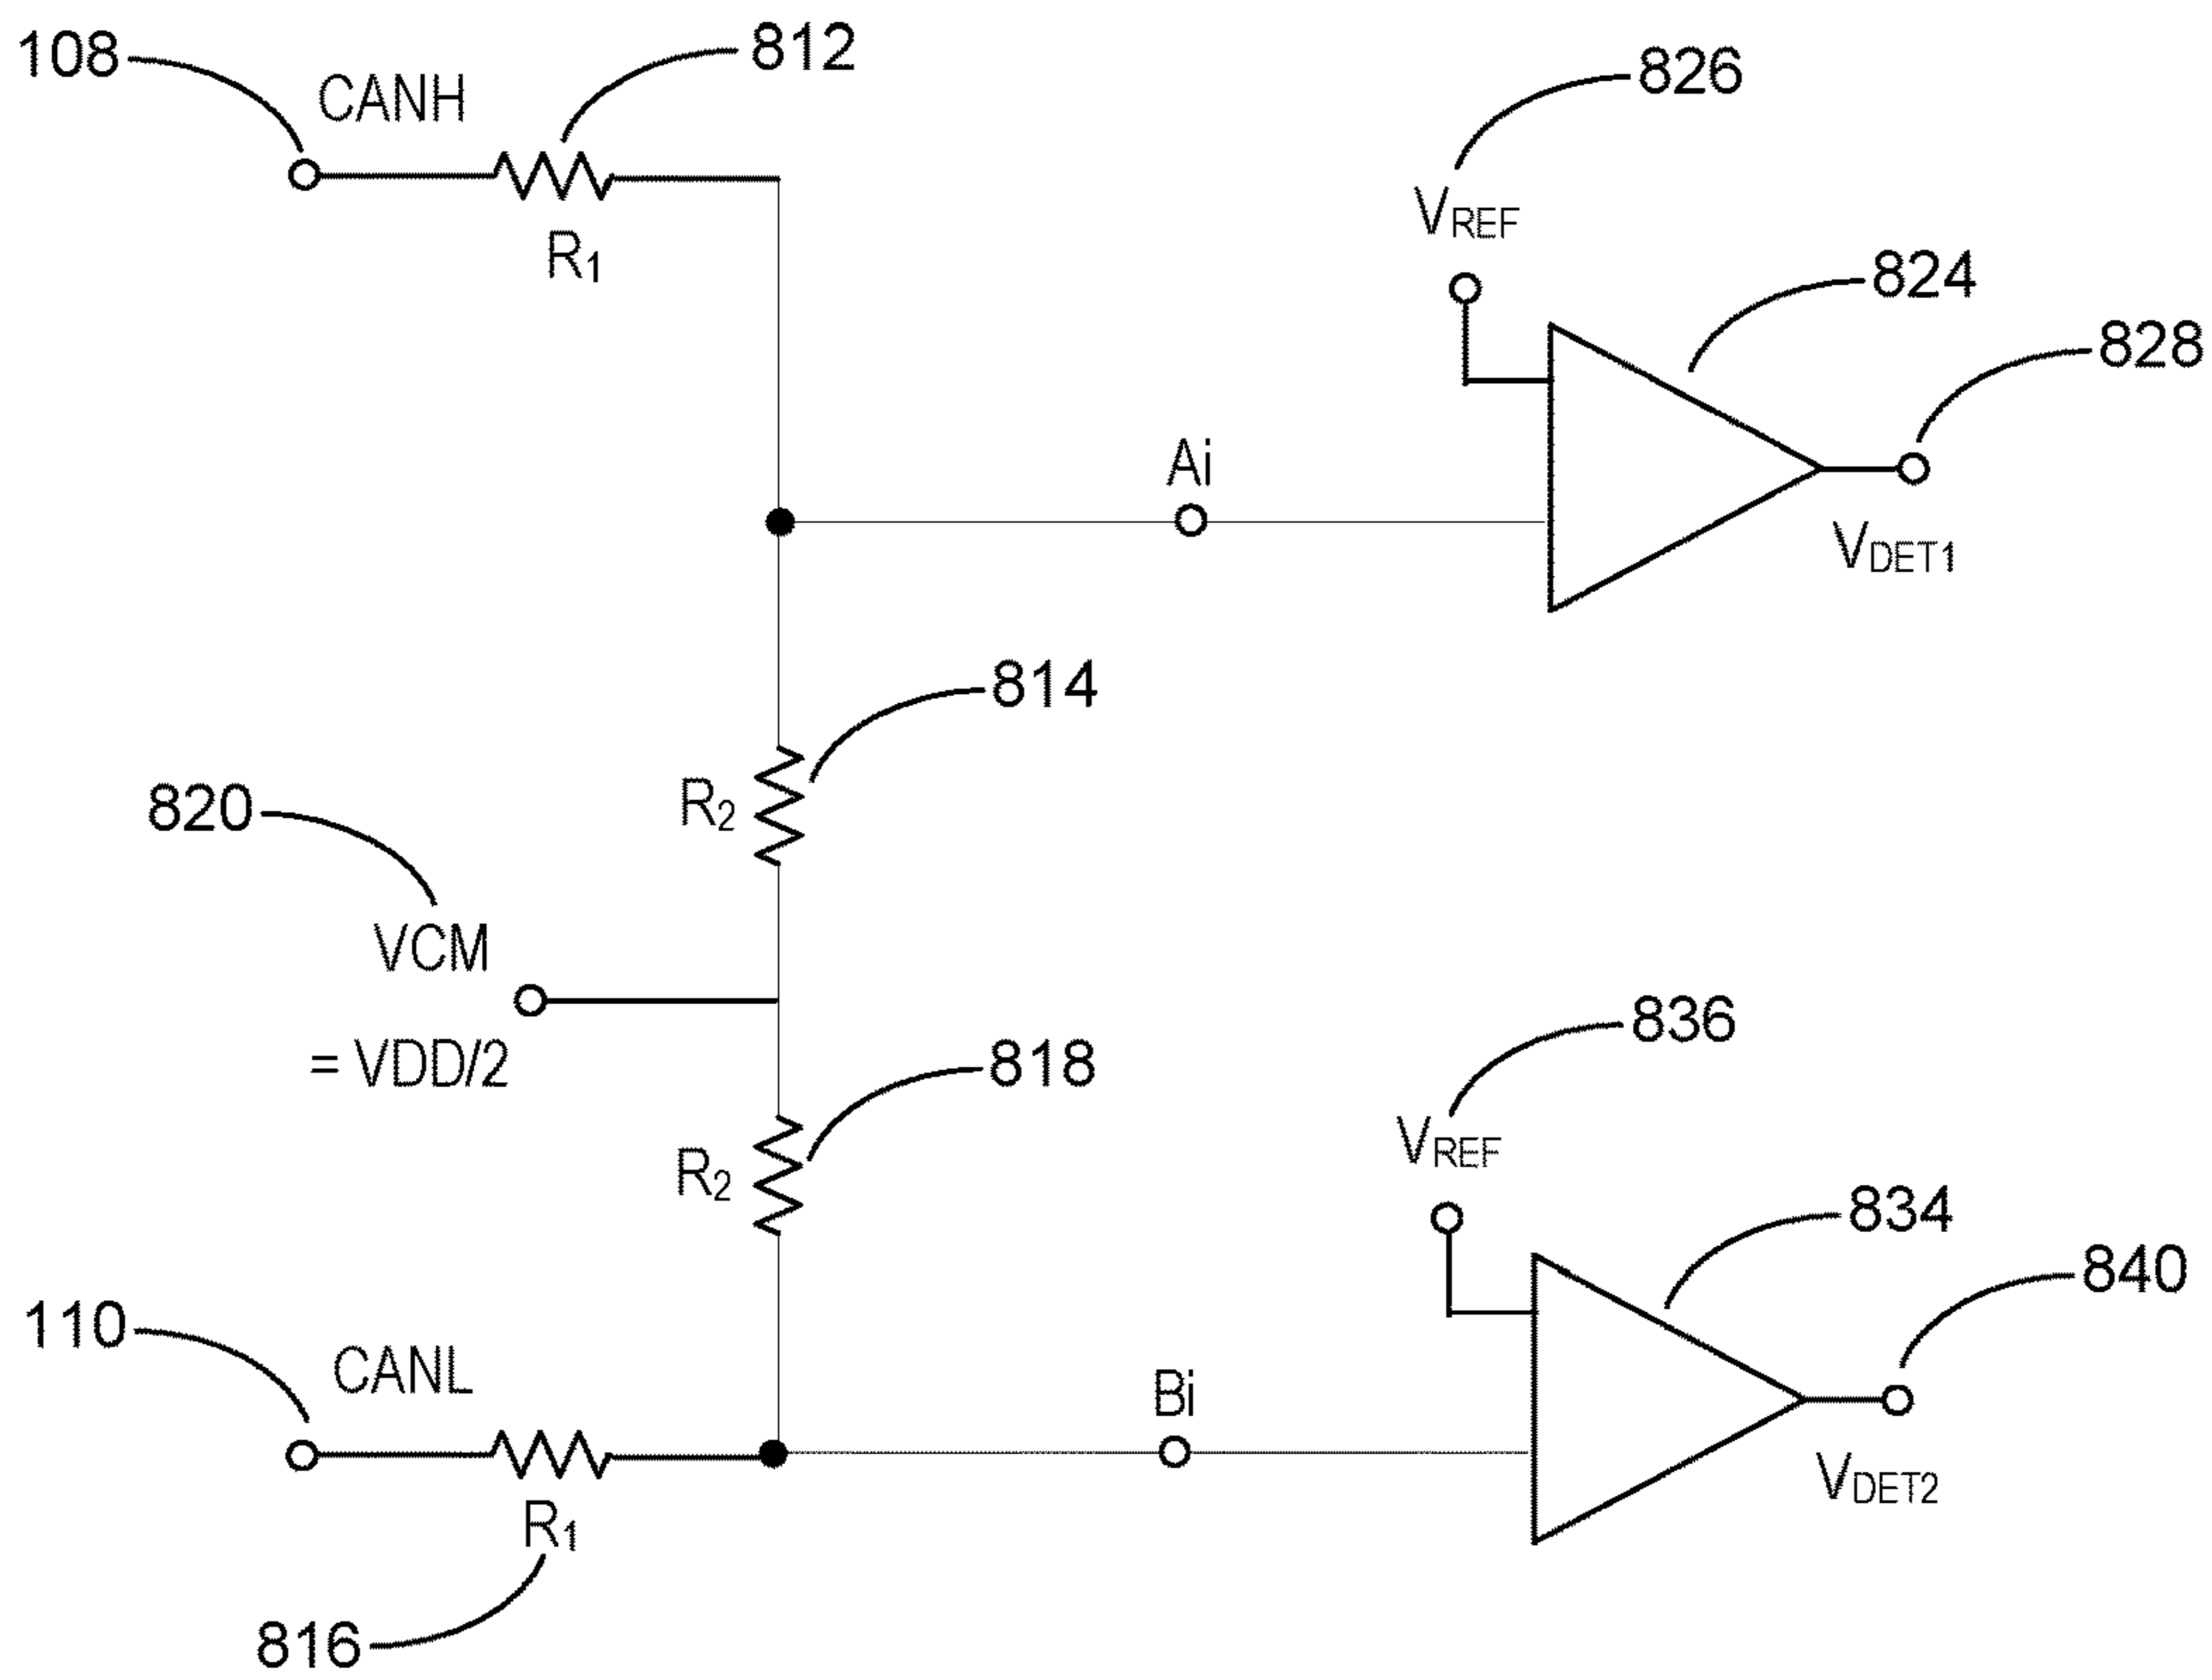 108
CANH
812
R1
826
VREF
824
828
Ai
VDET1
814
R2
820
VCM
= VDD/2
818
R2
836
VREF
834
840
110
CANL
Bi
VDET2
R1
816